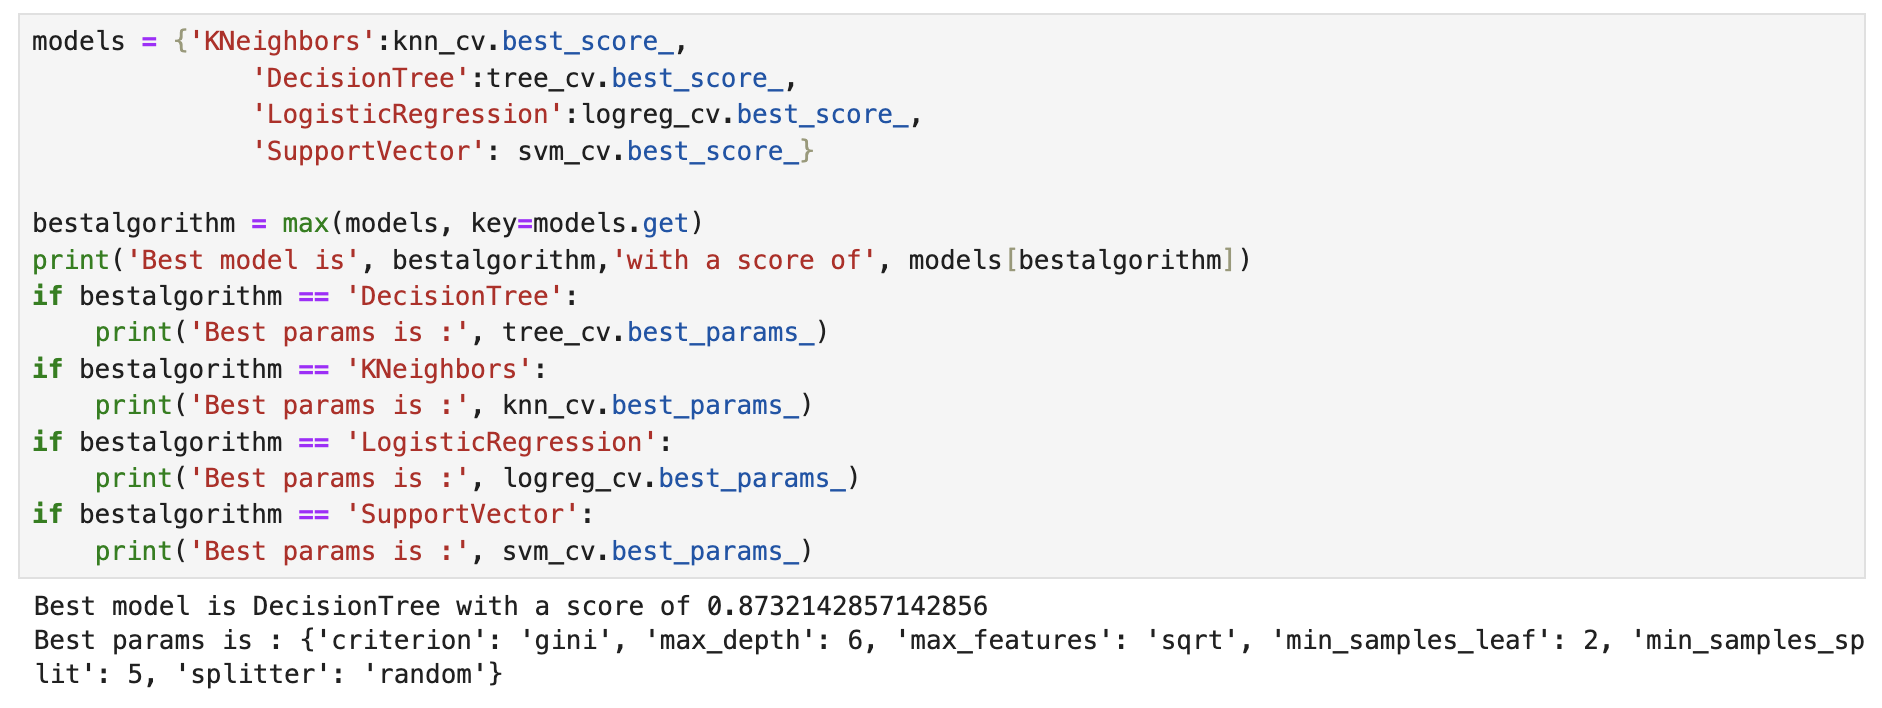 models = {'KNeighbors':knn_cv.best_score_,
              'DecisionTree':tree_cv.best_score_,
              'LogisticRegression':logreg_cv.best_score_,
              'SupportVector': svm_cv.best_score_}

bestalgorithm = max(models, key=models.get)
print('Best model is', bestalgorithm,'with a score of', models[bestalgorithm])
if bestalgorithm == 'DecisionTree':
    print('Best params is :', tree_cv.best_params_)
if bestalgorithm == 'KNeighbors':
    print('Best params is :', knn_cv.best_params_)
if bestalgorithm == 'LogisticRegression':
    print('Best params is :', logreg_cv.best_params_)
if bestalgorithm == 'SupportVector':
    print('Best params is :', svm_cv.best_params_)
Best model is DecisionTree with a score of 0.8732142857142856
Best params is : {'criterion': 'gini', 'max_depth': 6, 'max_features': 'sqrt', 'min_samples_leaf': 2, 'min_samples_sp
lit': 5, 'splitter': 'random'}